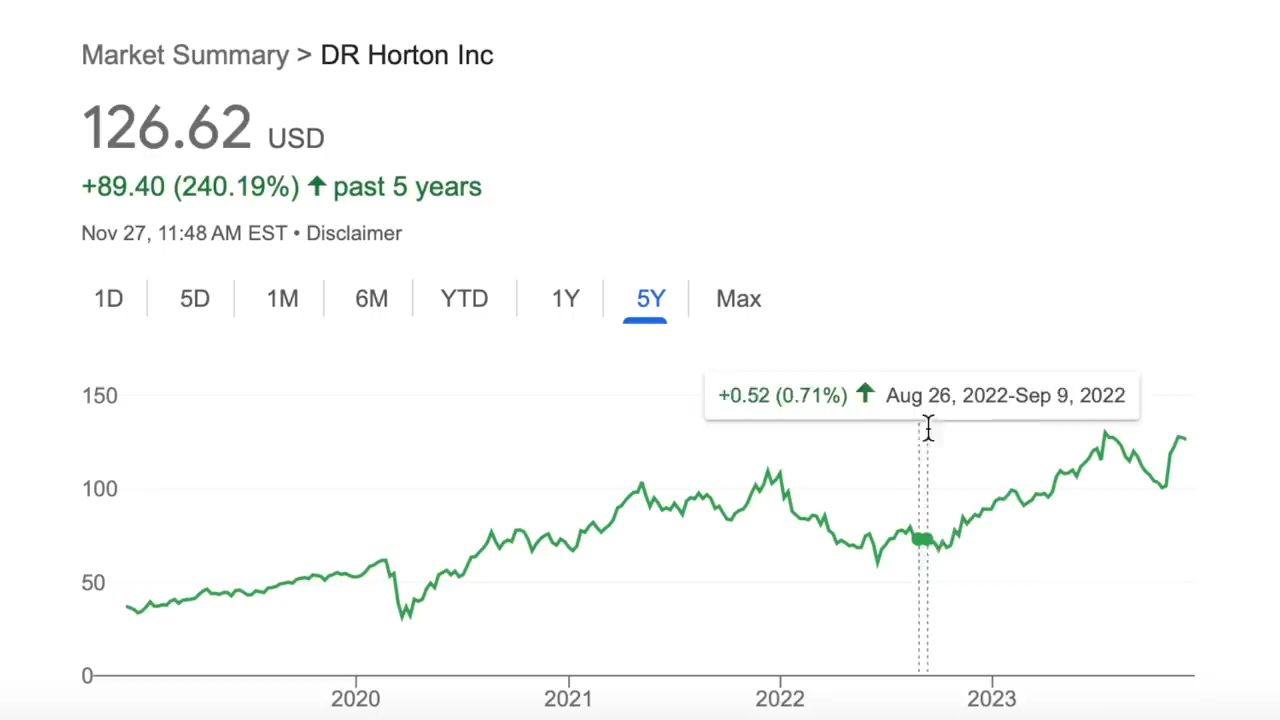 Market Summary > DR Horton Inc
126.62 USD
+89.40 (240.19%) ↑ past 5 years
Nov 27, 11:48 AM EST • Disclaimer
1D 5D 1M 6M YTD 1Y 5Y Max
+0.52 (0.71%) ↑ Aug 26, 2022-Sep 9, 2022
150
100
50
0
2020 2021 2022 2023